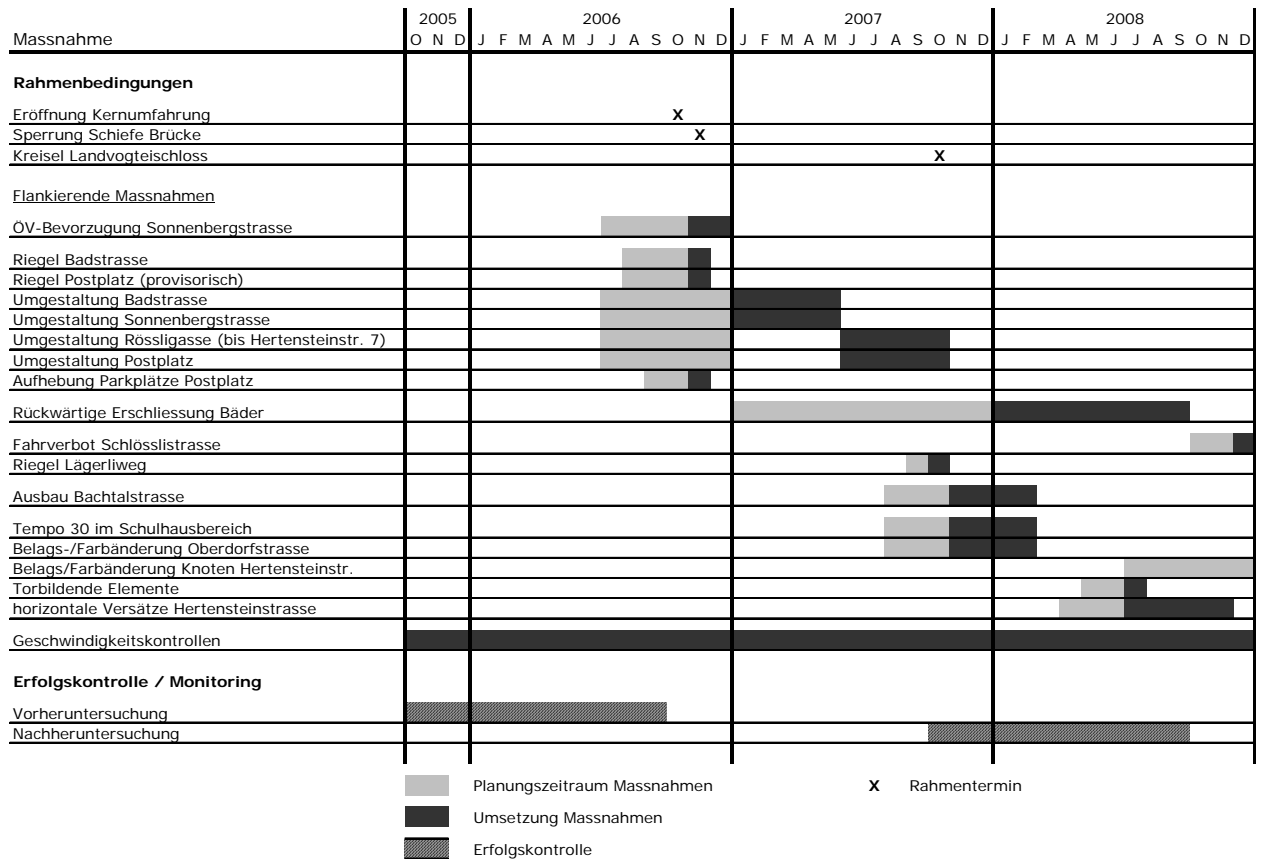 2005 2006 2007 2008
Massnahme O N D J F M A M J J A S O N D J F M A M J J A S O N D J F M A M J J A S O N D
Rahmenbedingungen
Eröffnung Kernumfahrung X
Sperrung Schiefe Brücke X
Kreisel Landvogteischloss X
Flankierende Massnahmen
ÖV-Bevorzugung Sonnenbergstrasse
Riegel Badstrasse
Riegel Postplatz (provisorisch)
Umgestaltung Badstrasse
Umgestaltung Sonnenbergstrasse
Umgestaltung Rössligasse (bis Hertensteinstr. 7)
Umgestaltung Postplatz
Aufhebung Parkplätze Postplatz
Rückwärtige Erschliessung Bäder
Fahrverbot Schlösslistrasse
Riegel Lägerliweg
Ausbau Bachtalstrasse
Tempo 30 im Schulhausbereich
Belags-/Farbänderung Oberdorfstrasse
Belags/Farbänderung Knoten Hertensteinstr.
Torbildende Elemente
horizontale Versätze Hertensteinstrasse
Geschwindigkeitskontrollen
Erfolgskontrolle / Monitoring
Vorheruntersuchung
Nachheruntersuchung
Planungszeitraum Massnahmen X Rahmentermin
Umsetzung Massnahmen
Erfolgskontrolle